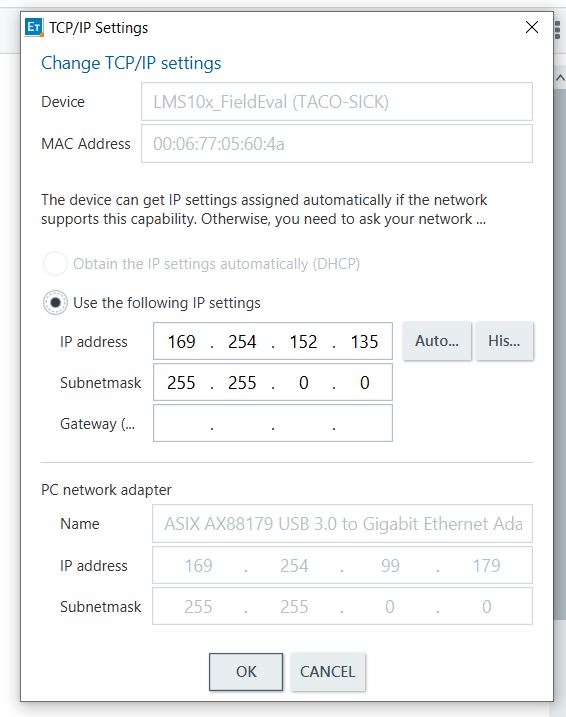 ET TCP/IP Settings
Change TCP/IP settings
Device LMS10x_FieldEval (TACO-SICK)
MAC Address 00:06:77:05:60:4a
The device can get IP settings assigned automatically if the network
supports this capability. Otherwise, you need to ask your network ...
Obtain the IP settings automatically (DHCP)
Use the following IP settings
IP address 169 . 254 . 152 . 135 Auto... His...
Subnetmask 255 . 255 . 0 . 0
Gateway (... . . .
PC network adapter
Name ASIX AX88179 USB 3.0 to Gigabit Ethernet Ada
IP address 169 . 254 . 99 . 179
Subnetmask 255 . 255 . 0 . 0
OK CANCEL